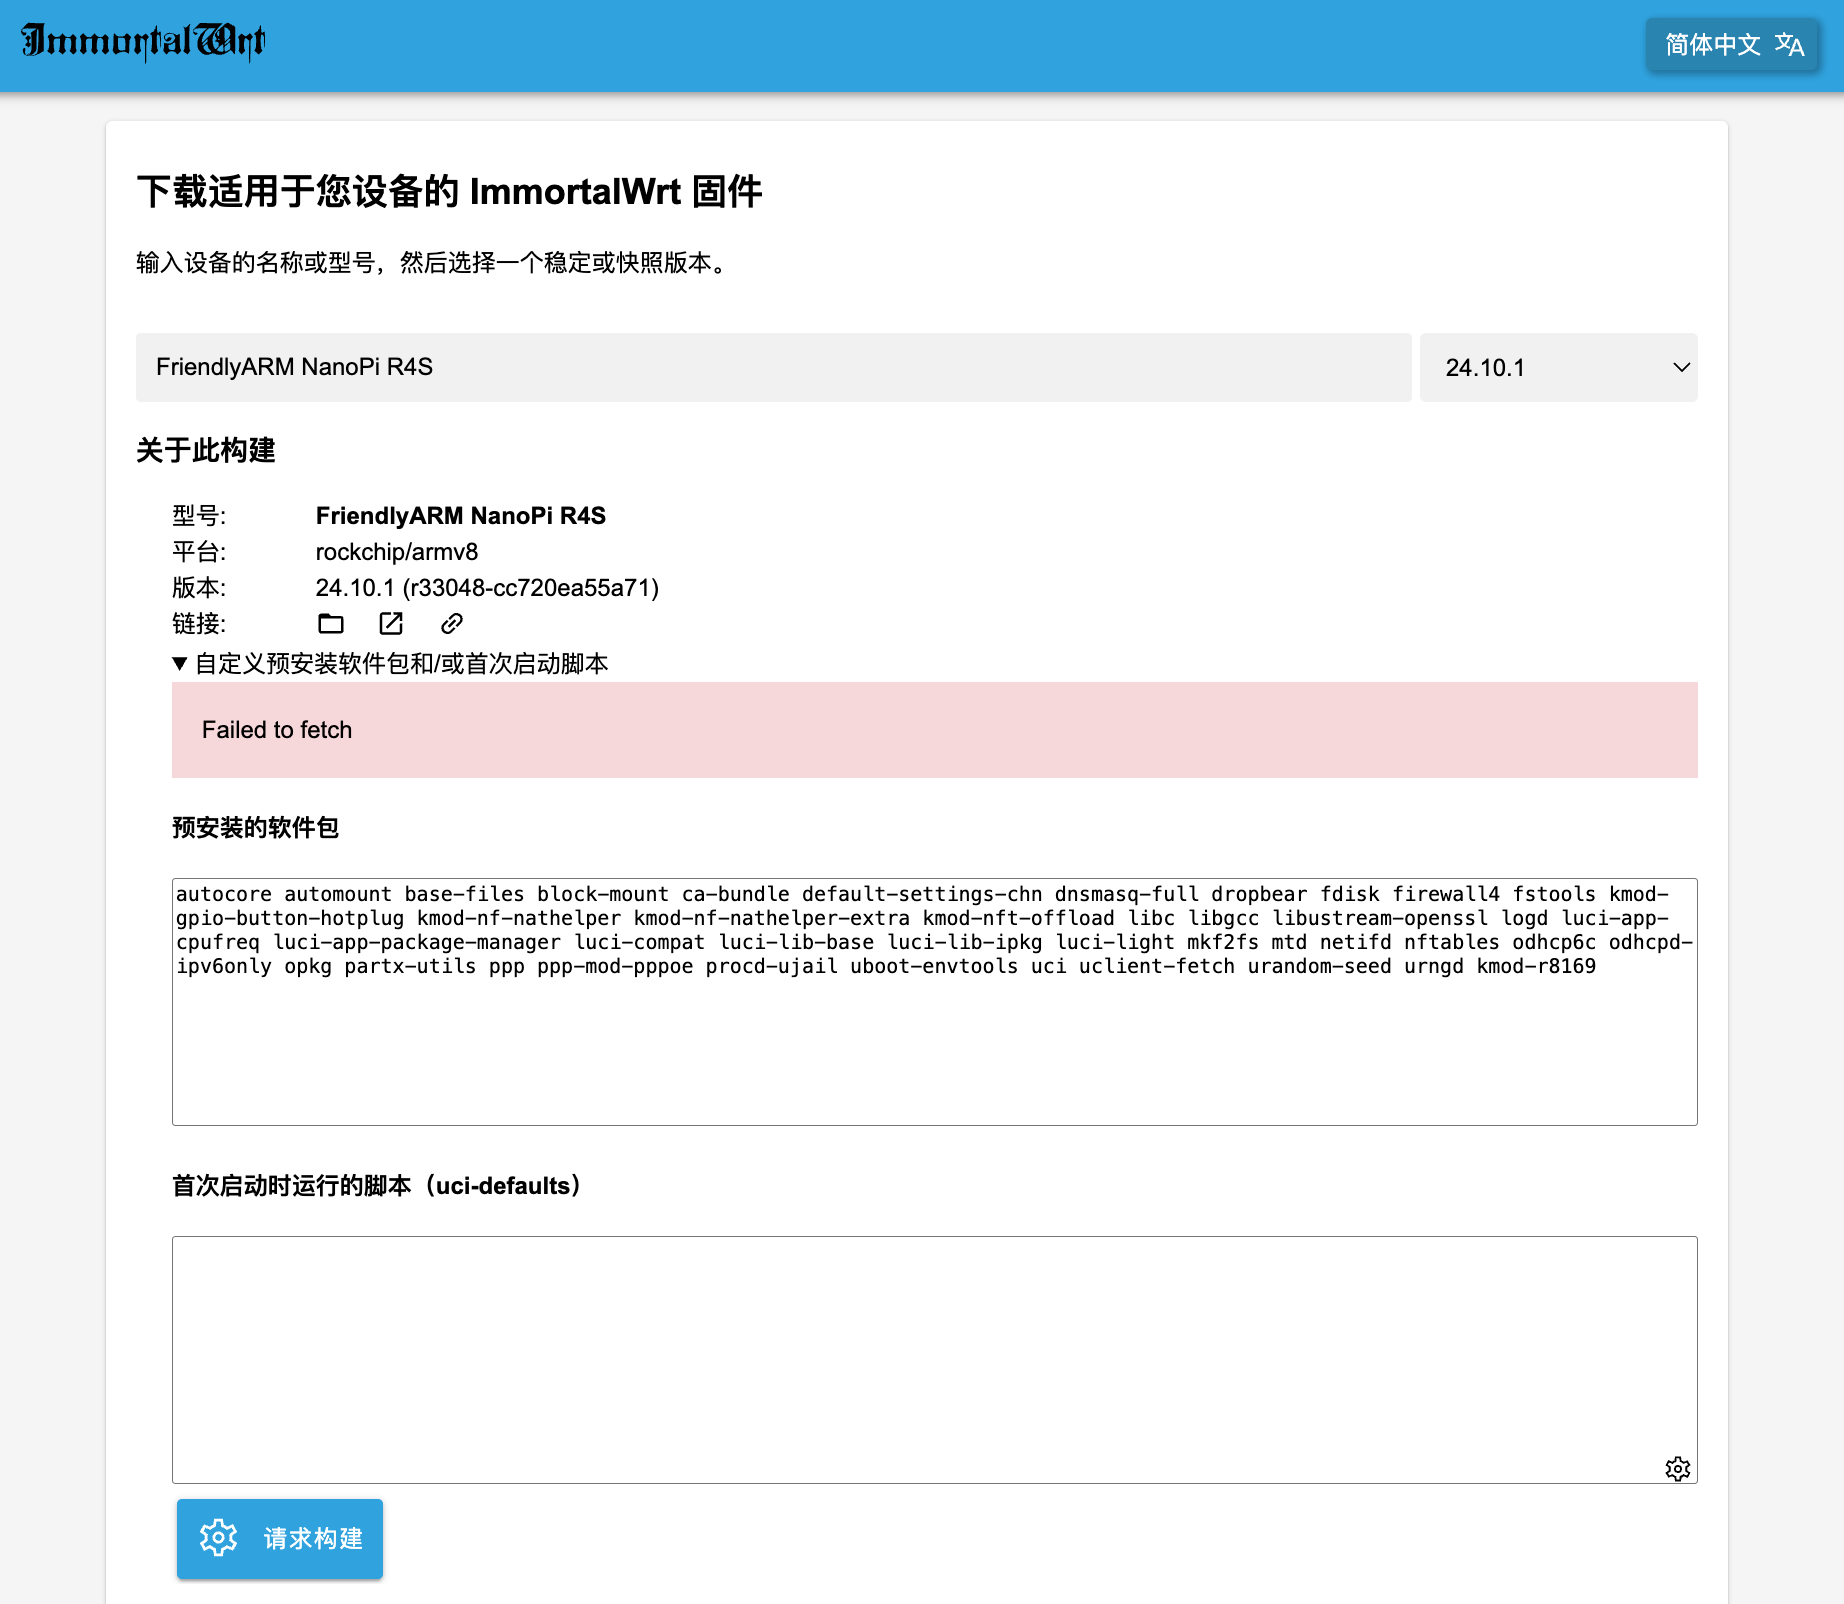 ImmortalWrt
简体中文
下载适用于您设备的 ImmortalWrt 固件
输入设备的名称或型号，然后选择一个稳定或快照版本。
FriendlyARM NanoPi R4S
24.10.1
关于此构建
型号: FriendlyARM NanoPi R4S
平台: rockchip/armv8
版本: 24.10.1 (r33048-cc720ea55a71)
链接:
▼ 自定义预安装软件包和/或首次启动脚本
Failed to fetch
预安装的软件包
autocore automount base-files block-mount ca-bundle default-settings-chn dnsmasq-full dropbear fdisk firewall4 fstools kmod-
gpio-button-hotplug kmod-nf-nathelper kmod-nf-nathelper-extra kmod-nft-offload libc libgcc libustream-openssl logd luci-app-
cpufreq luci-app-package-manager luci-compat luci-lib-base luci-lib-ipkg luci-light mkf2fs mtd netifd nftables odhcp6c odhcpd-
ipv6only opkg partx-utils ppp ppp-mod-pppoe procd-ujail uboot-envtools uci uclient-fetch urandom-seed urngd kmod-r8169
首次启动时运行的脚本（uci-defaults）
请求构建